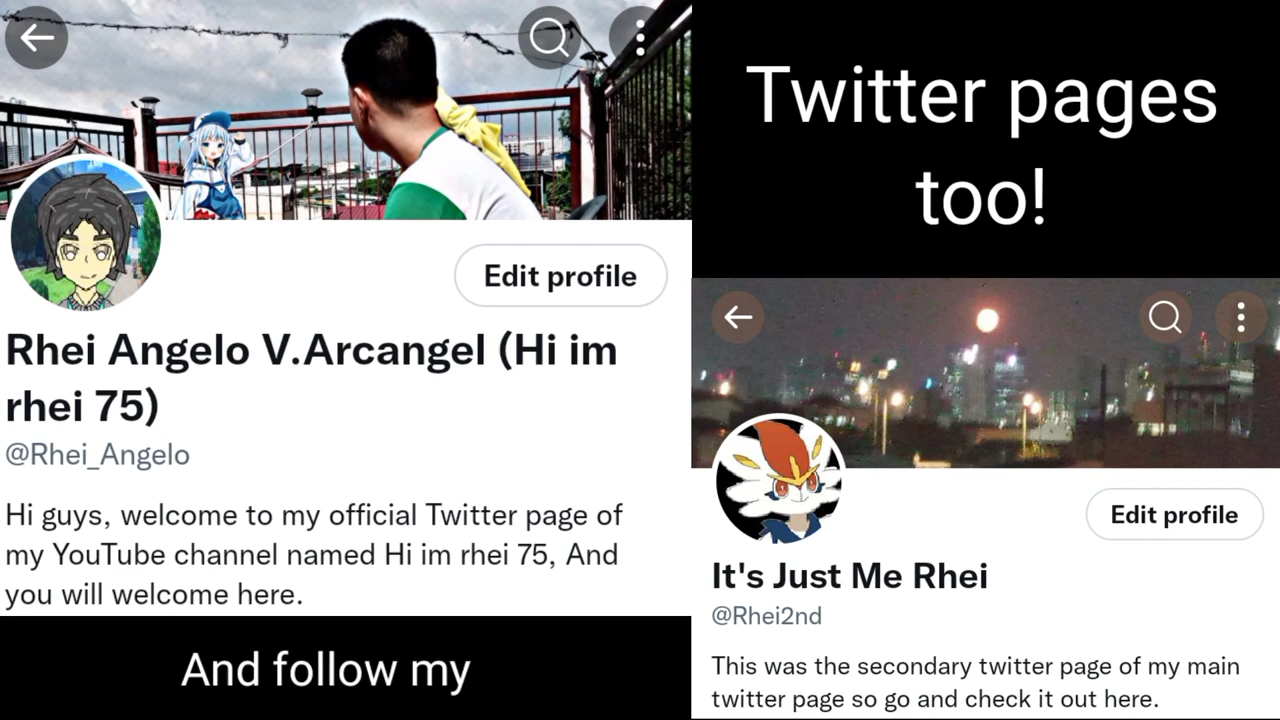 Edit profile
Rhei Angelo V.Arcangel (Hi im
rhei 75)
@Rhei_Angelo
Hi guys, welcome to my official Twitter page of
my YouTube channel named Hi im rhei 75, And
you will welcome here.
And follow my
Twitter pages
too!
Edit profile
It's Just Me Rhei
@Rhei2nd
This was the secondary twitter page of my main
twitter page so go and check it out here.